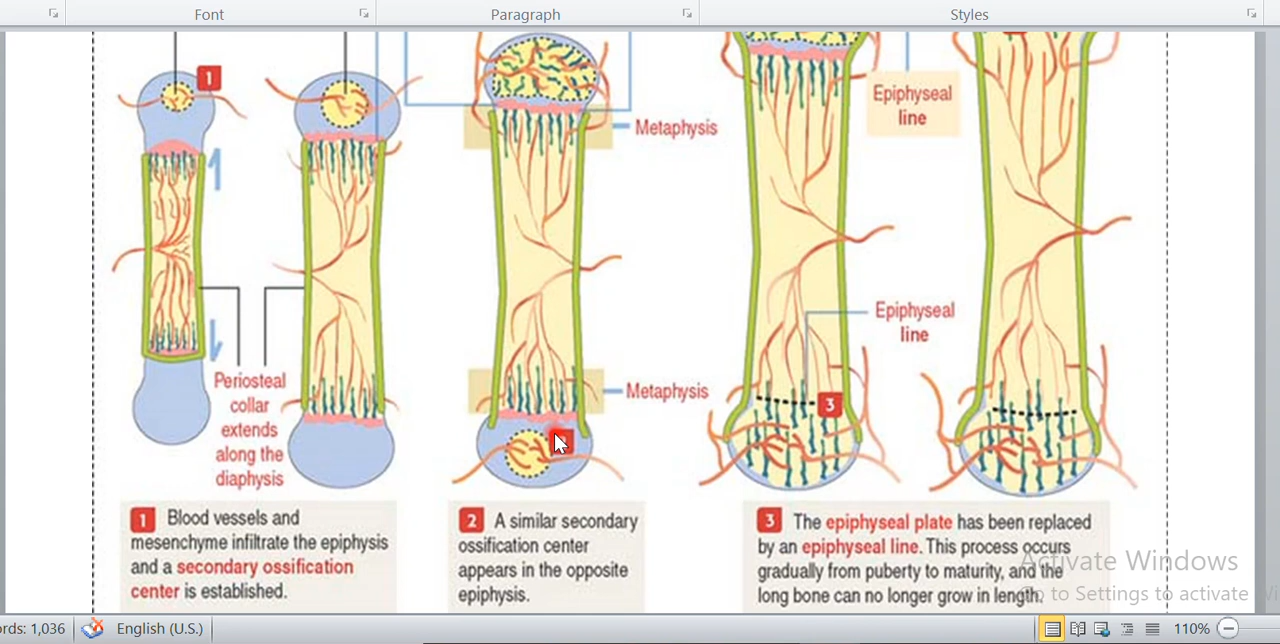 Font
Paragraph
Styles
1
Metaphysis
Epiphyseal
line
Epiphyseal
line
3
Periosteal
collar
extends
along the
diaphysis
Metaphysis
1 Blood vessels and
mesenchyme infiltrate the epiphysis
and a secondary ossification
center is established.
2 A similar secondary
ossification center
appears in the opposite
epiphysis.
3 The epiphyseal plate has been replaced
by an epiphyseal line. This process occurs
gradually from puberty to maturity, and the
long bone can no longer grow in length.
Activate Windows
Go to Settings to activate Wi
rds: 1,036
English (U.S.)
110%